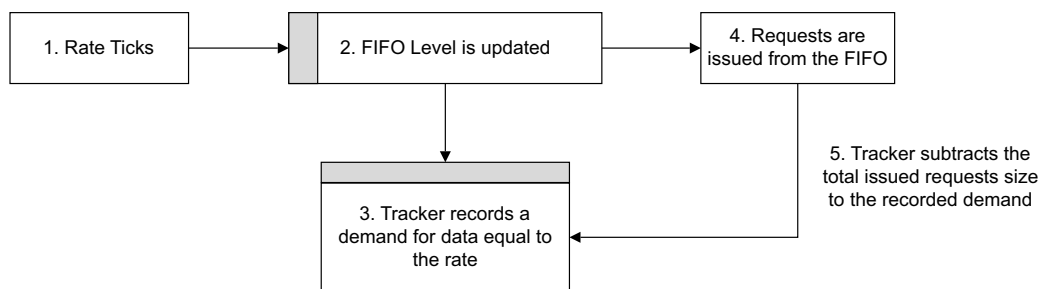 1. Rate Ticks
2. FIFO Level is updated
4. Requests are
issued from the FIFO
5. Tracker subtracts the
total issued requests size
to the recorded demand
3. Tracker records a
demand for data equal to
the rate